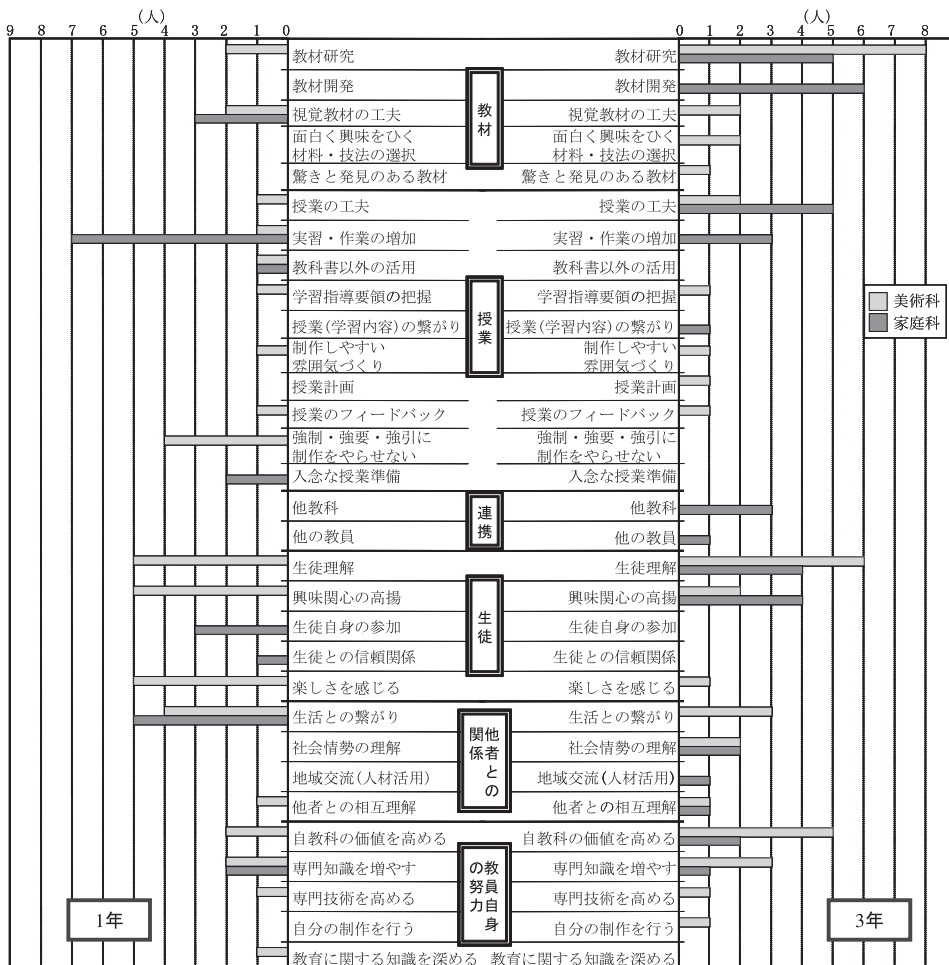 （人）
（人）
9 8 7 6 5 4 3 2 1 0
0 1 2 3 4 5 6 7 8
教材研究
教材研究
教材開発
教材開発
視覚教材の工夫
視覚教材の工夫
面白く興味をひく
材料・技法の選択
面白く興味をひく
材料・技法の選択
驚きと発見のある教材
驚きと発見のある教材
教材
授業の工夫
授業の工夫
実習・作業の増加
実習・作業の増加
教科書以外の活用
教科書以外の活用
学習指導要領の把握
学習指導要領の把握
授業(学習内容)の繋がり
授業(学習内容)の繋がり
制作しやすい
雰囲気づくり
制作しやすい
雰囲気づくり
授業計画
授業計画
授業のフィードバック
授業のフィードバック
強制・強要・強引に
制作をやらせない
強制・強要・強引に
制作をやらせない
入念な授業準備
入念な授業準備
授業
美術科
家庭科
他教科
他教科
他の教員
他の教員
連携
生徒理解
生徒理解
興味関心の高揚
興味関心の高揚
生徒自身の参加
生徒自身の参加
生徒との信頼関係
生徒との信頼関係
楽しさを感じる
楽しさを感じる
生徒
生活との繋がり
生活との繋がり
社会情勢の理解
社会情勢の理解
地域交流(人材活用)
地域交流(人材活用)
他者との相互理解
他者との相互理解
他者との
関係
自教科の価値を高める
自教科の価値を高める
専門知識を増やす
専門知識を増やす
専門技術を高める
専門技術を高める
自分の制作を行う
自分の制作を行う
教育に関する知識を深める
教育に関する知識を深める
教員自身
の努力
1年
3年